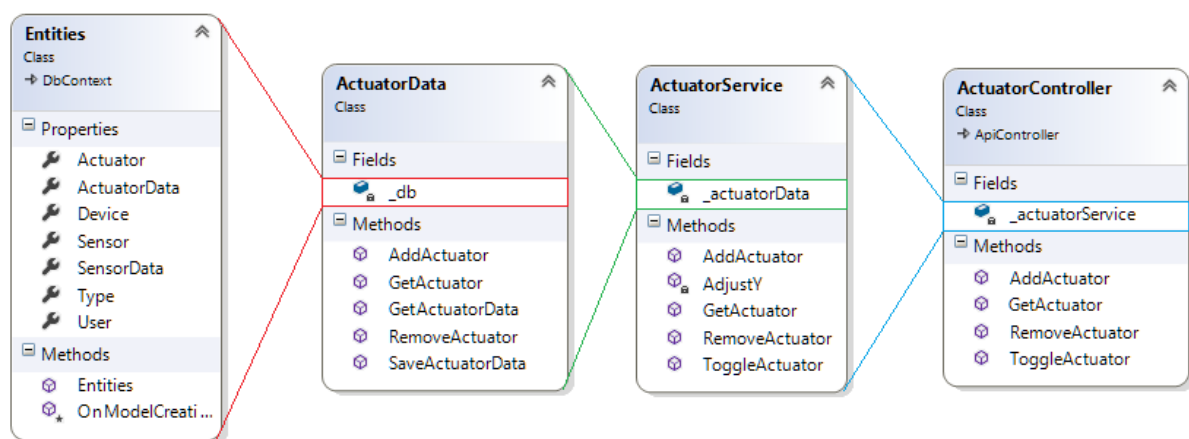 Entities
Class
DbContext
Properties
Actuator
ActuatorData
Device
Sensor
SensorData
Type
User
Methods
Entities
OnModelCreati...
ActuatorData
Class
Fields
_db
Methods
AddActuator
GetActuator
GetActuatorData
RemoveActuator
SaveActuatorData
ActuatorService
Class
Fields
_actuatorData
Methods
AddActuator
AdjustY
GetActuator
RemoveActuator
ToggleActuator
ActuatorController
Class
ApiController
Fields
_actuatorService
Methods
AddActuator
GetActuator
RemoveActuator
ToggleActuator